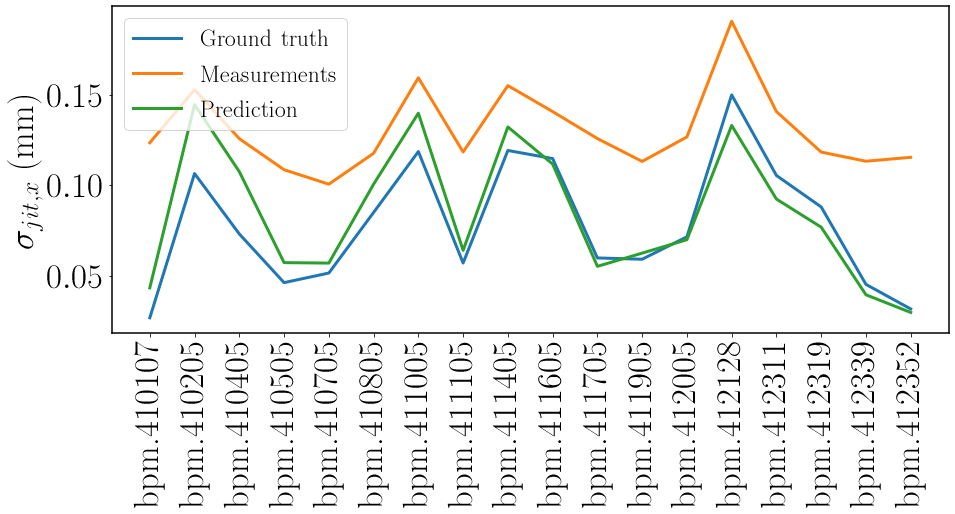 Ground truth
Measurements
Prediction
σjit,x (mm)
0.15
0.10
0.05
bpm.410107
bpm.410205
bpm.410405
bpm.410505
bpm.410705
bpm.410805
bpm.411005
bpm.411105
bpm.411405
bpm.411605
bpm.411705
bpm.411905
bpm.412005
bpm.412128
bpm.412311
bpm.412319
bpm.412339
bpm.412352